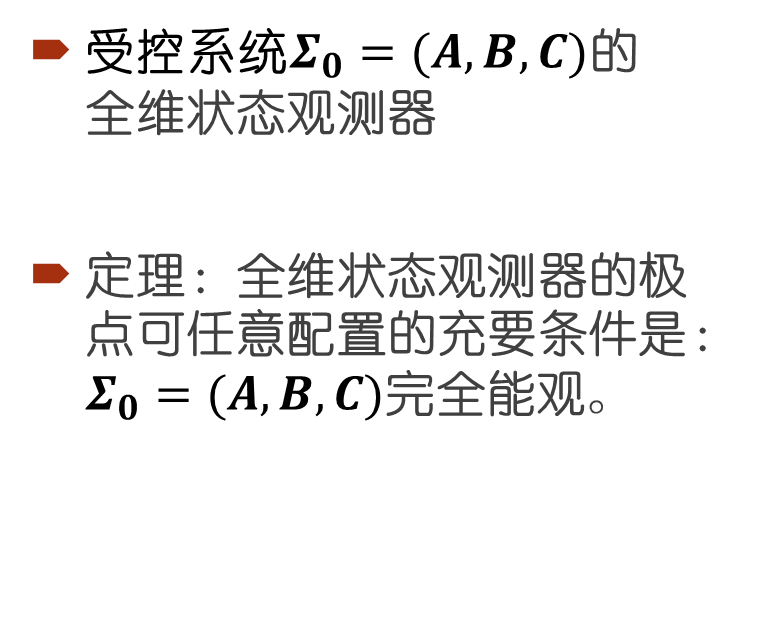 受控系统Σ₀ = (A, B, C)的
全维状态观测器
定理：全维状态观测器的极
点可任意配置的充要条件是：
Σ₀ = (A, B, C)完全能观。